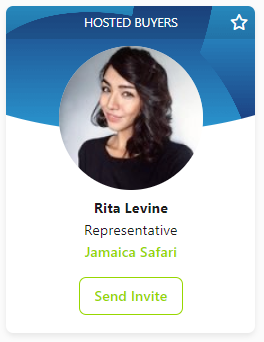 HOSTED BUYERS
Rita Levine
Representative
Jamaica Safari
Send Invite